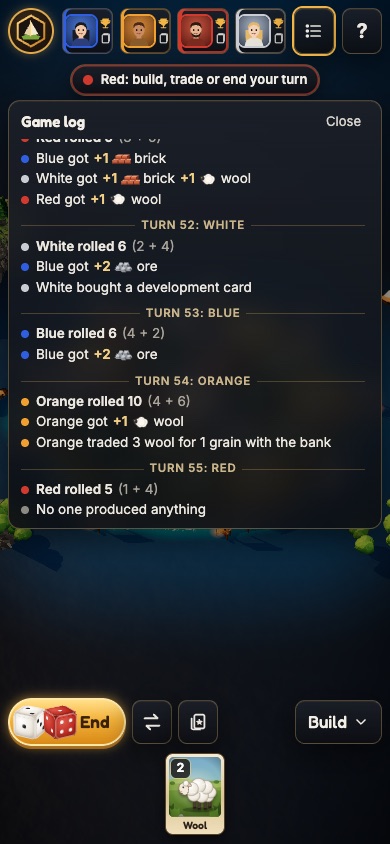 ?
Red: build, trade or end your turn
Game log
Close
Blue got +1 brick
White got +1 brick +1 wool
Red got +1 wool
TURN 52: WHITE
White rolled 6 (2 + 4)
Blue got +2 ore
White bought a development card
TURN 53: BLUE
Blue rolled 6 (4 + 2)
Blue got +2 ore
TURN 54: ORANGE
Orange rolled 10 (4 + 6)
Orange got +1 wool
Orange traded 3 wool for 1 grain with the bank
TURN 55: RED
Red rolled 5 (1 + 4)
No one produced anything
End
Build
2
Wool